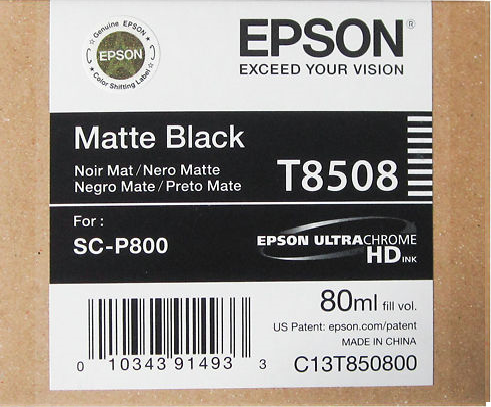 Genuine EPSON
EPSON
Color Shifting Label
EPSON®
EXCEED YOUR VISION
Matte Black
Noir Mat/Nero Matte
Negro Mate/Preto Mate
T8508
For :
SC-P800
EPSON ULTRACHROME
HD INK
80ml fill vol.
US Patent: epson.com/patent
MADE IN CHINA
0 10343 91493 3
C13T850800